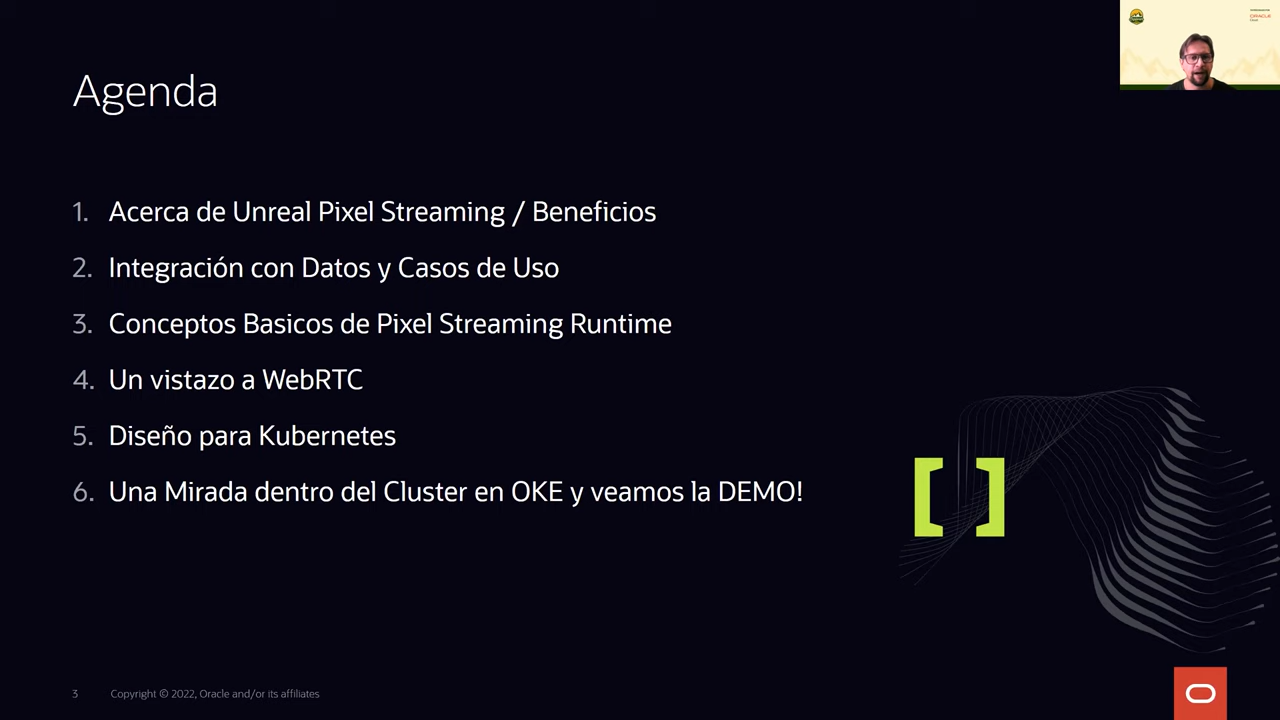 Agenda
1. Acerca de Unreal Pixel Streaming / Beneficios
2. Integración con Datos y Casos de Uso
3. Conceptos Basicos de Pixel Streaming Runtime
4. Un vistazo a WebRTC
5. Diseño para Kubernetes
6. Una Mirada dentro del Cluster en OKE y veamos la DEMO!
[ ]
3 Copyright © 2022, Oracle and/or its affiliates
ORACLE